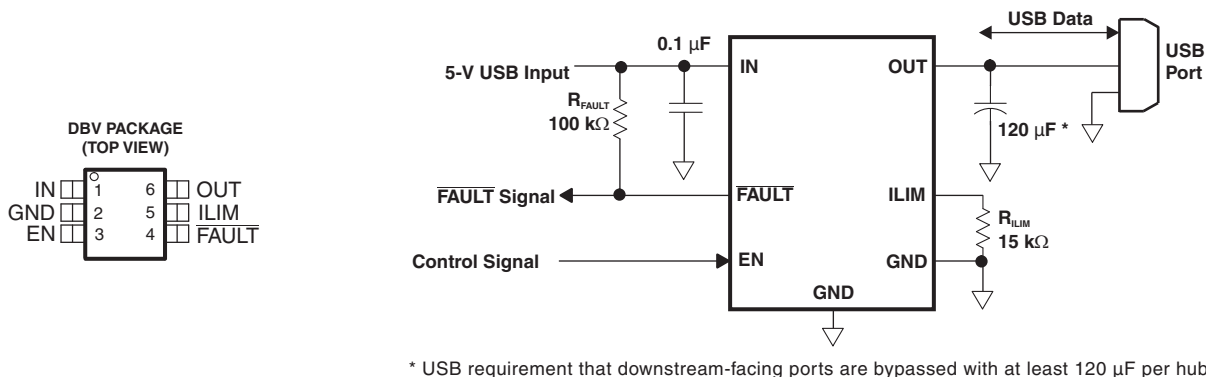 DBV PACKAGE
(TOP VIEW)
IN 1 6 OUT
GND 2 5 ILIM
EN 3 4 FAULT
USB Data
USB
Port
0.1 μF
5-V USB Input
IN
OUT
RFAULT
100 kΩ
120 μF *
FAULT Signal
FAULT
ILIM
RILIM
15 kΩ
Control Signal
EN
GND
GND
* USB requirement that downstream-facing ports are bypassed with at least 120 μF per hub